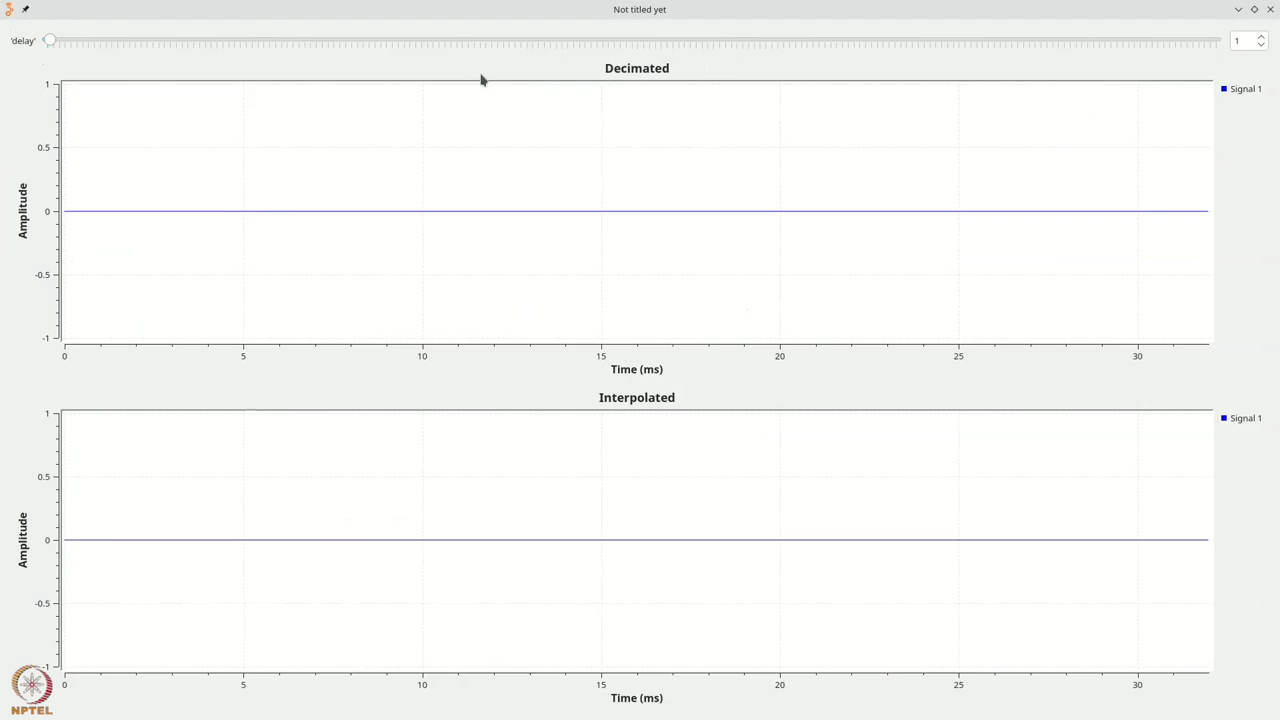 Not titled yet
'delay'
1
Decimated
1
0.5
0
-0.5
-1
Amplitude
Signal 1
0 5 10 15 20 25 30
Time (ms)
Interpolated
1
0.5
0
-0.5
-1
Amplitude
Signal 1
0 5 10 15 20 25 30
Time (ms)
NPTEL